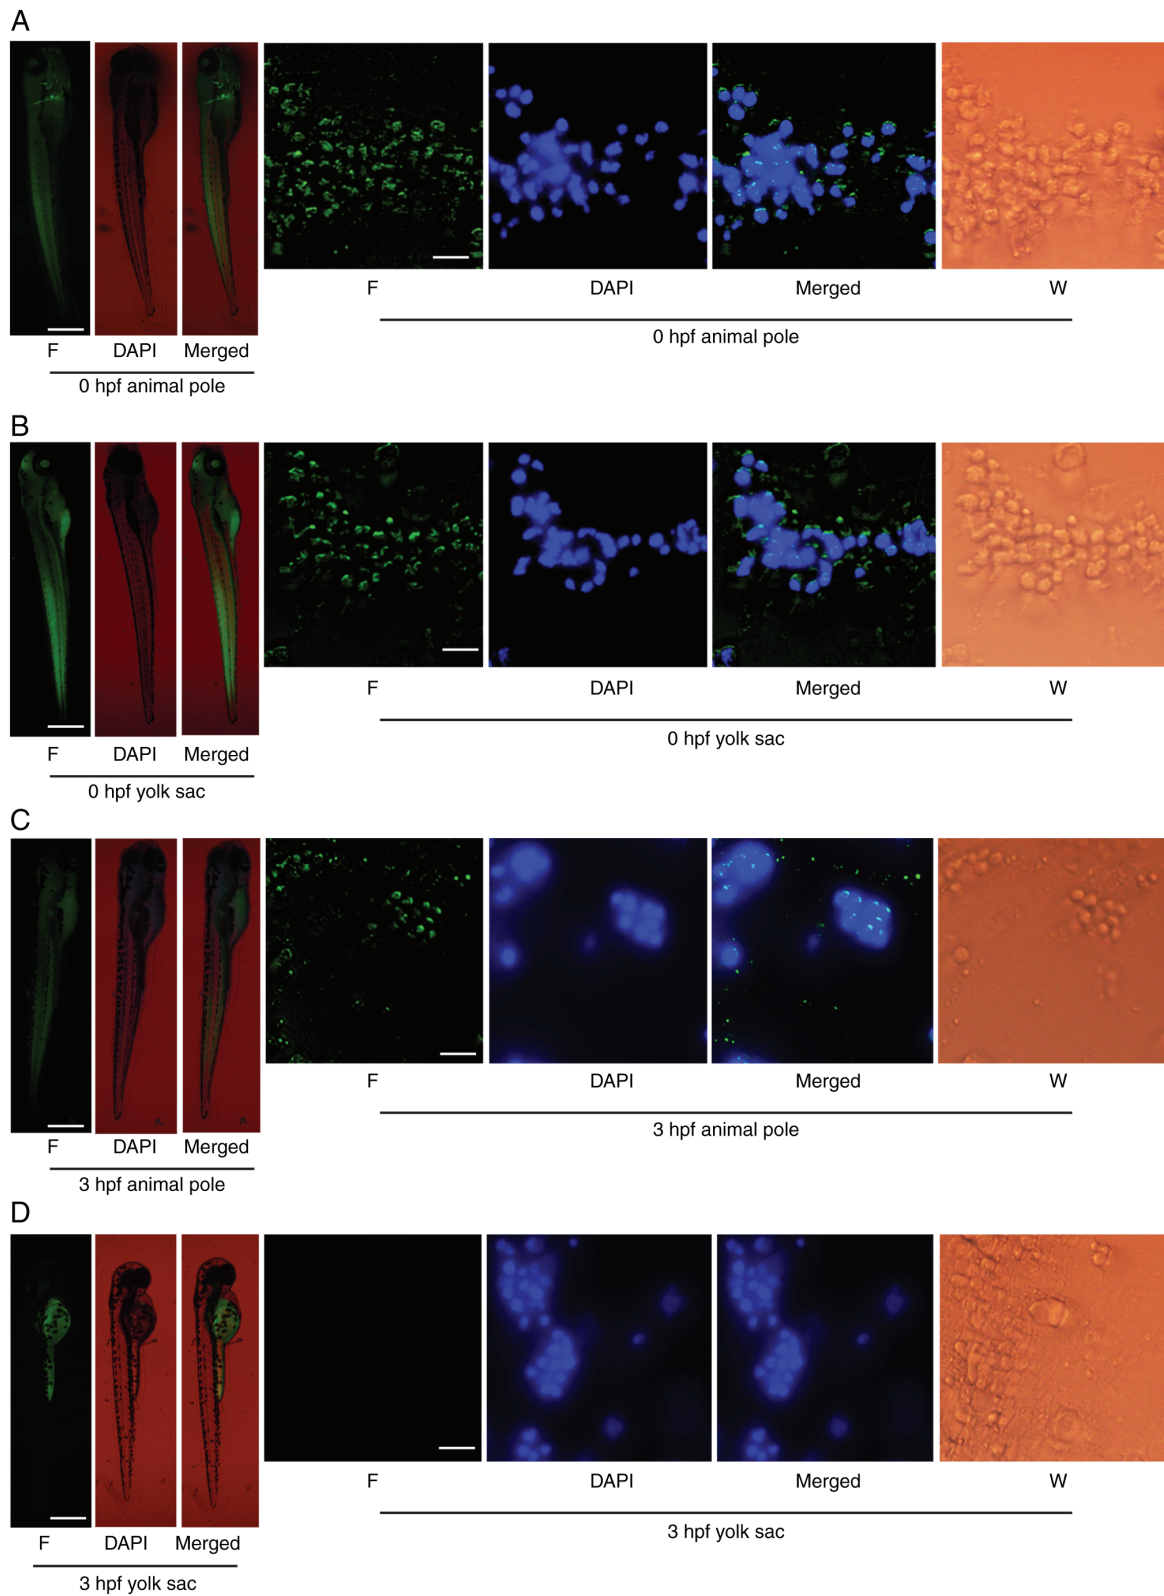 A
F DAPI Merged W
0 hpf animal pole
F DAPI Merged
0 hpf animal pole
B
F DAPI Merged W
0 hpf yolk sac
F DAPI Merged
0 hpf yolk sac
C
F DAPI Merged W
3 hpf animal pole
F DAPI Merged
3 hpf animal pole
D
F DAPI Merged W
3 hpf yolk sac
F DAPI Merged
3 hpf yolk sac